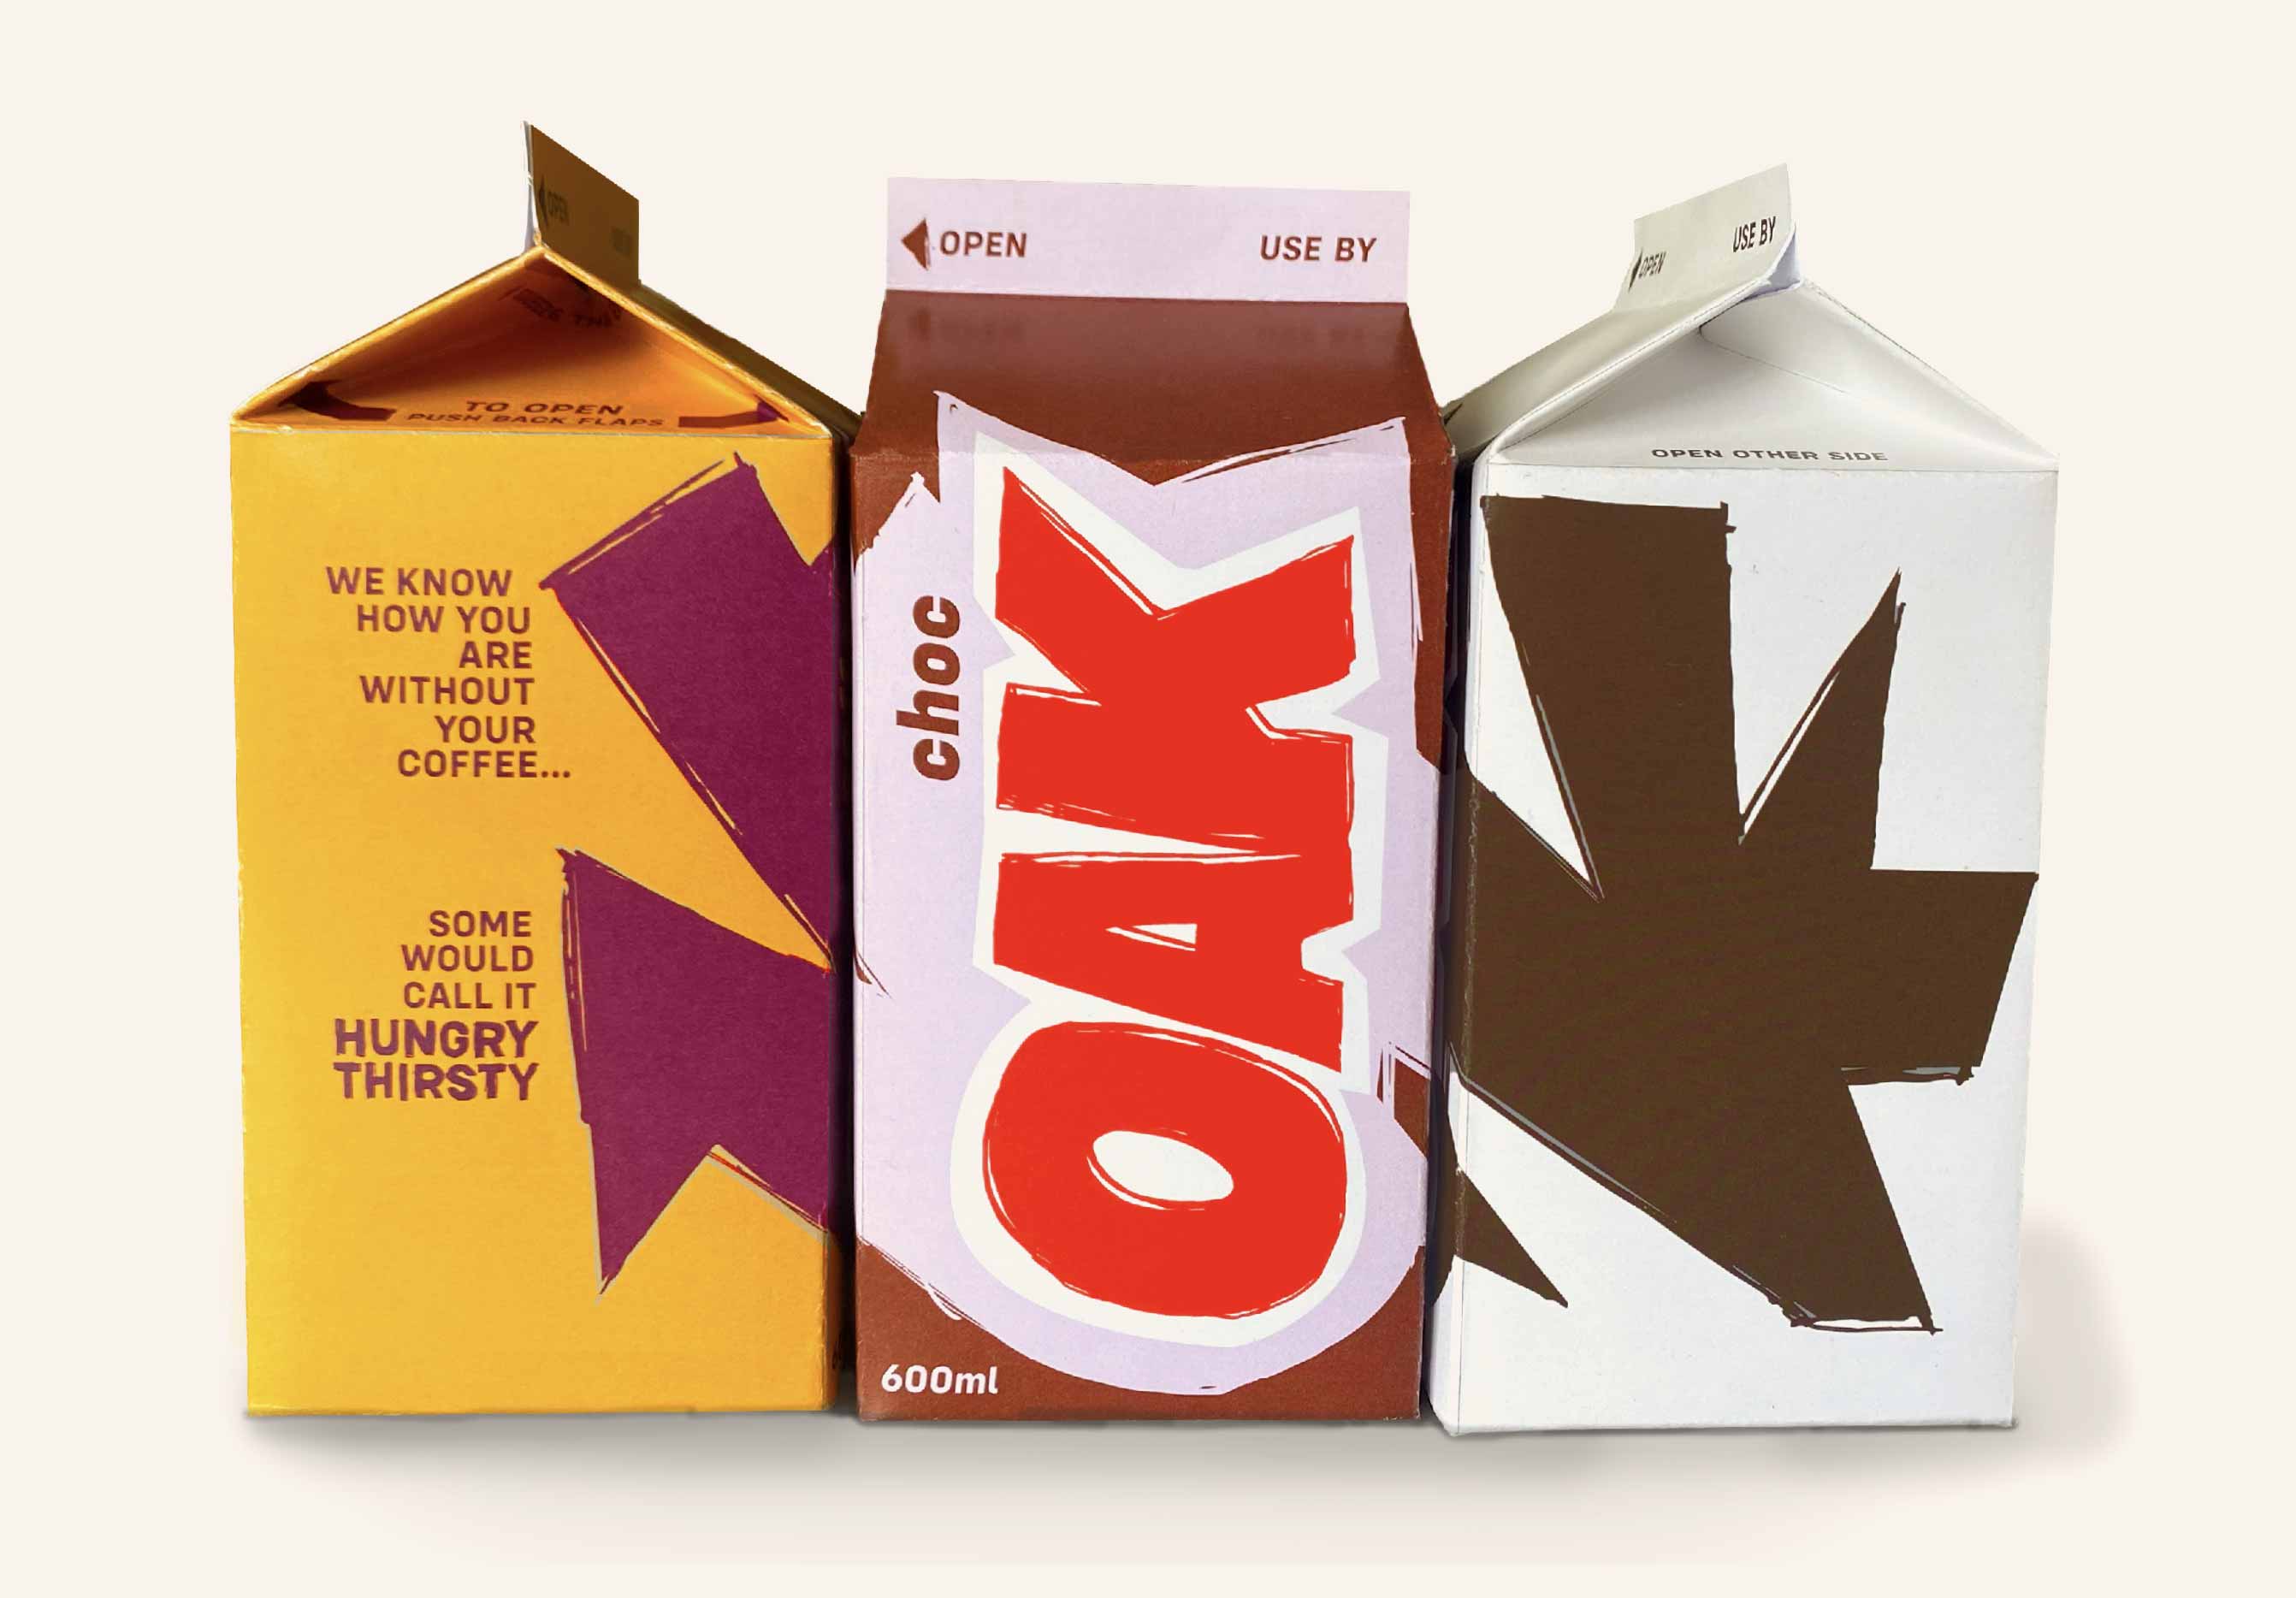 OPEN
TO OPEN
PUSH BACK FLAPS
WE KNOW
HOW YOU
ARE
WITHOUT
YOUR
COFFEE...
SOME
WOULD
CALL IT
HUNGRY
THIRSTY
OPEN USE BY
choc
OAK
600ml
OPEN USE BY
OPEN OTHER SIDE